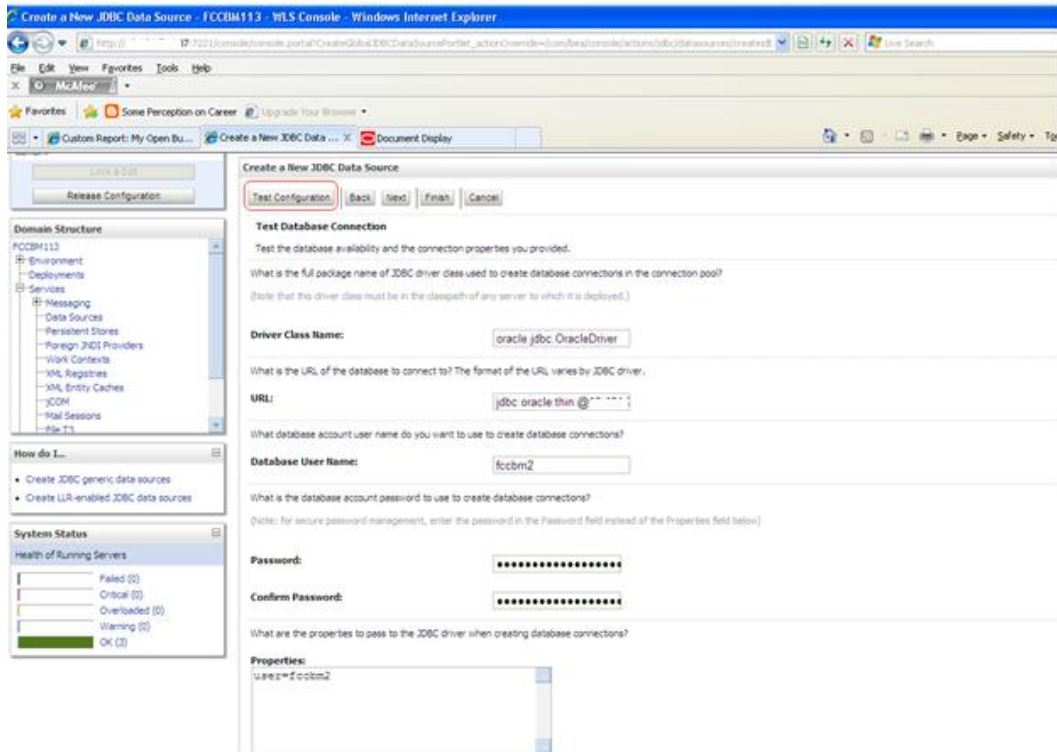 Create a New JDBC Data Source - FCCBM113 - WLS Console - Windows Internet Explorer
Live Search
File Edit View Favorites Tools Help
McAfee
Favorites Some Perception on Career Upgrade Your Browser
Custom Report: My Open Bu... Create a New JDBC Data ... Document Display
Page Safety
Lock & Edit
Release Configuration
Domain Structure
FCCBM113
Environment
Deployments
Services
Messaging
Data Sources
Persistent Stores
Foreign JNDI Providers
Work Contexts
XML Registries
XML Entity Caches
jCOM
Mail Sessions
File T3
How do I...
Create JDBC generic data sources
Create LLR-enabled JDBC data sources
System Status
Health of Running Servers
Failed (0)
Critical (0)
Overloaded (0)
Warning (0)
OK (3)
Create a New JDBC Data Source
Test Configuration Back Next Finish Cancel
Test Database Connection
Test the database availability and the connection properties you provided.
What is the full package name of JDBC driver class used to create database connections in the connection pool?
(Note that this driver class must be in the classpath of any server to which it is deployed.)
Driver Class Name: oracle.jdbc.OracleDriver
What is the URL of the database to connect to? The format of the URL varies by JDBC driver.
URL: jdbc:oracle:thin:@
What database account user name do you want to use to create database connections?
Database User Name: fccbm2
What is the database account password to use to create database connections?
(Note: for secure password management, enter the password in the Password field instead of the Properties field below)
Password: ••••••••••••••••••
Confirm Password: ••••••••••••••••••
What are the properties to pass to the JDBC driver when creating database connections?
Properties:
user=fccbm2